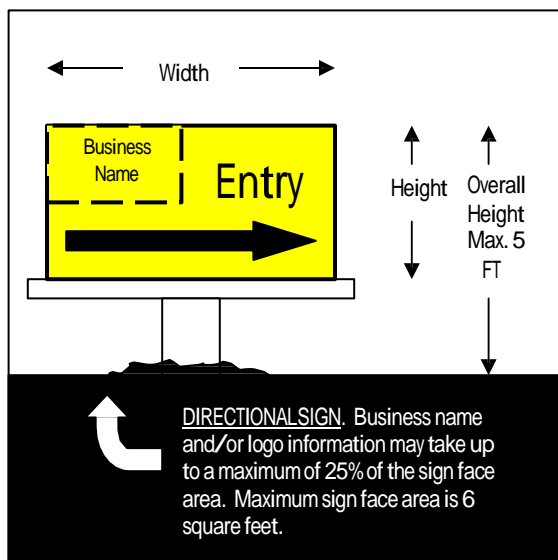 Width
Business
Name
Entry
Height
Overall
Height
Max. 5
FT
DIRECTIONALSIGN. Business name
and/or logo information may take up
to a maximum of 25% of the sign face
area. Maximum sign face area is 6
square feet.